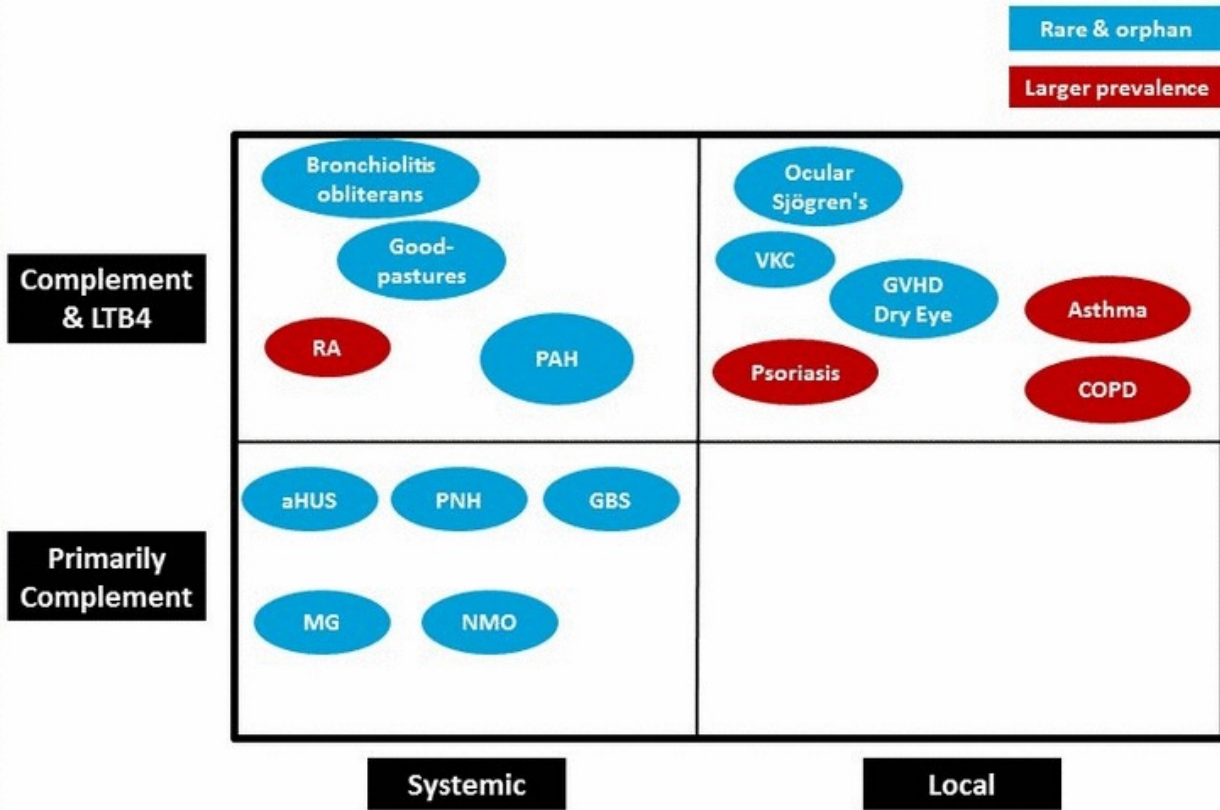 Rare & orphan
Larger prevalence
Complement
& LTB4
Bronchiolitis
obliterans
Good-
pastures
RA
PAH
Ocular
Sjögren's
VKC
GVHD
Dry Eye
Psoriasis
Asthma
COPD
Primarily
Complement
aHUS
PNH
GBS
MG
NMO
Systemic
Local